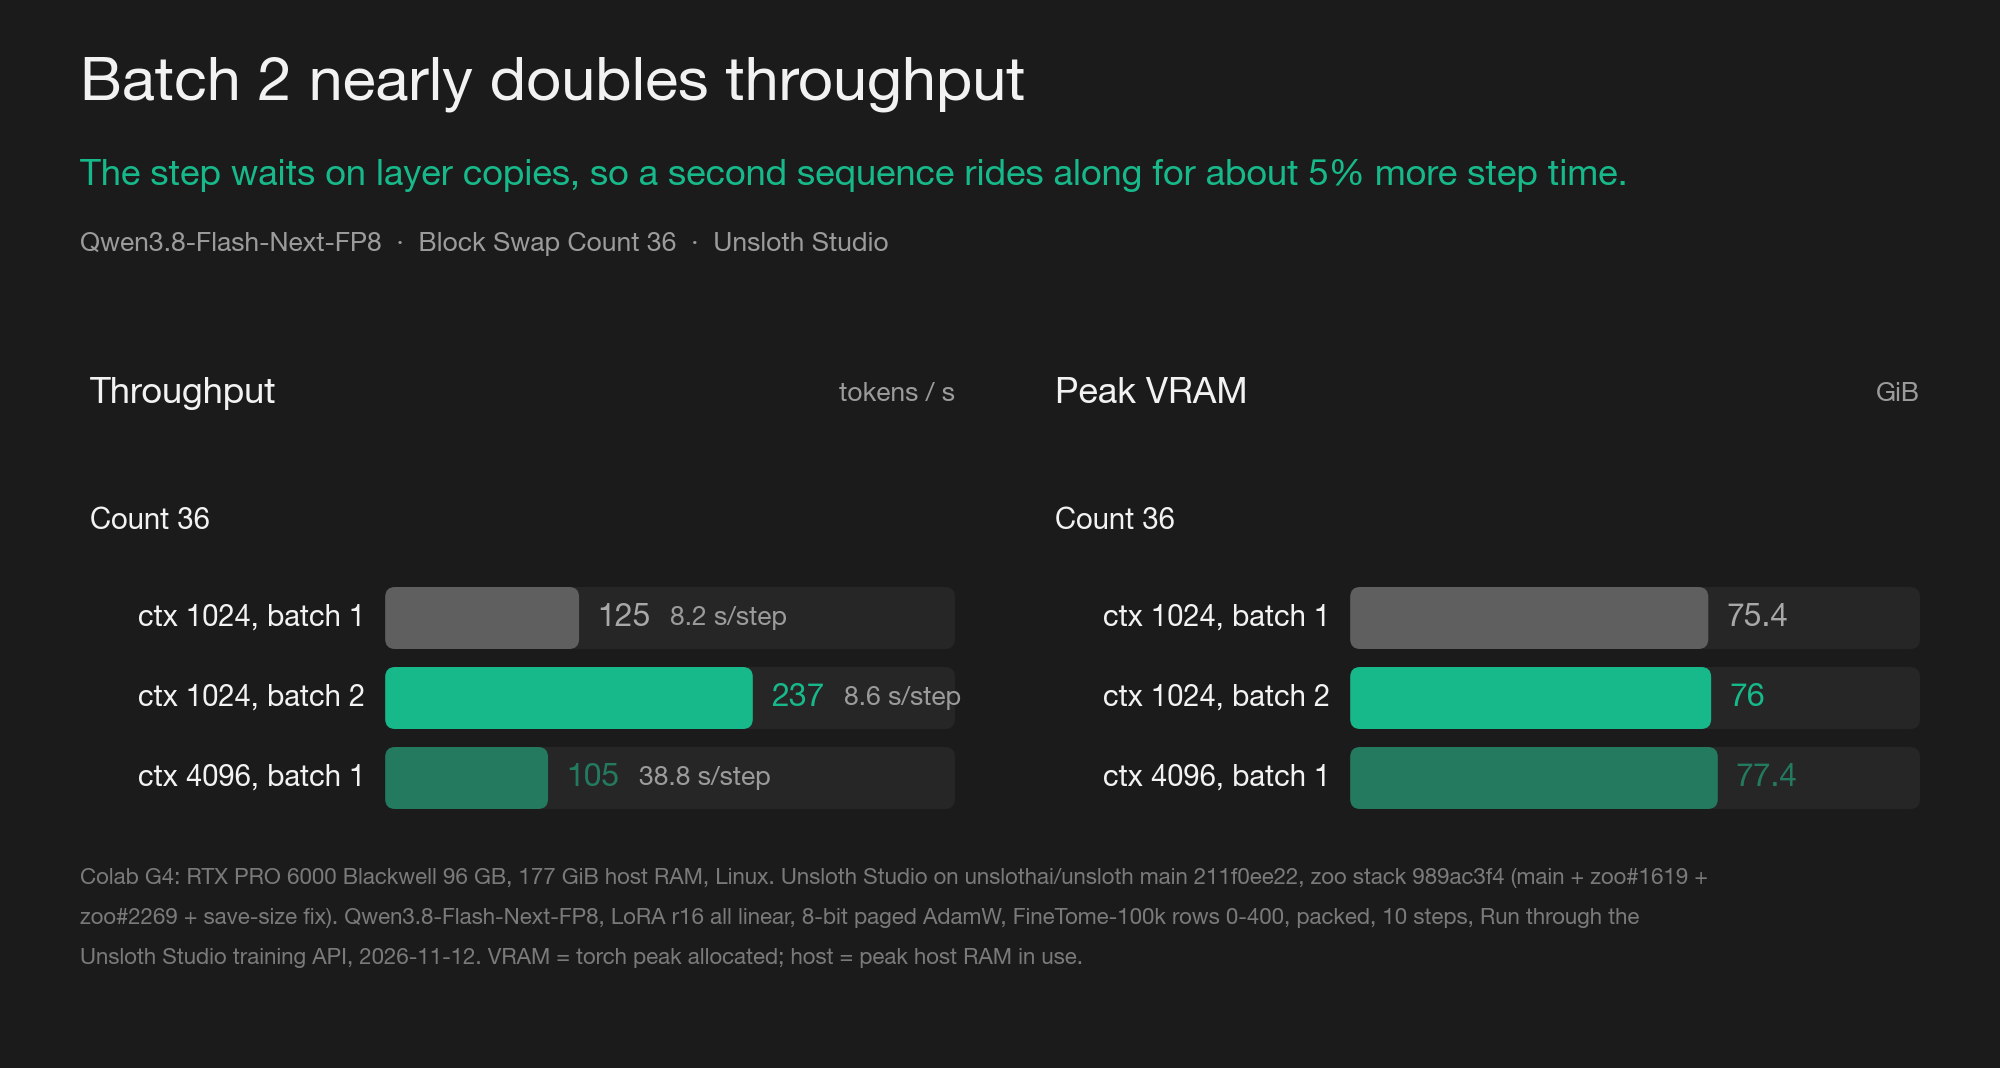 Batch 2 nearly doubles throughput
The step waits on layer copies, so a second sequence rides along for about 5% more step time.
Qwen3.8-Flash-Next-FP8 · Block Swap Count 36 · Unsloth Studio
Throughput tokens / s
Count 36
ctx 1024, batch 1 125 8.2 s/step
ctx 1024, batch 2 237 8.6 s/step
ctx 4096, batch 1 105 38.8 s/step
Peak VRAM GiB
Count 36
ctx 1024, batch 1 75.4
ctx 1024, batch 2 76
ctx 4096, batch 1 77.4
Colab G4: RTX PRO 6000 Blackwell 96 GB, 177 GiB host RAM, Linux. Unsloth Studio on unslothai/unsloth main 211f0ee22, zoo stack 989ac3f4 (main + zoo#1619 +
zoo#2269 + save-size fix). Qwen3.8-Flash-Next-FP8, LoRA r16 all linear, 8-bit paged AdamW, FineTome-100k rows 0-400, packed, 10 steps, Run through the
Unsloth Studio training API, 2026-11-12. VRAM = torch peak allocated; host = peak host RAM in use.